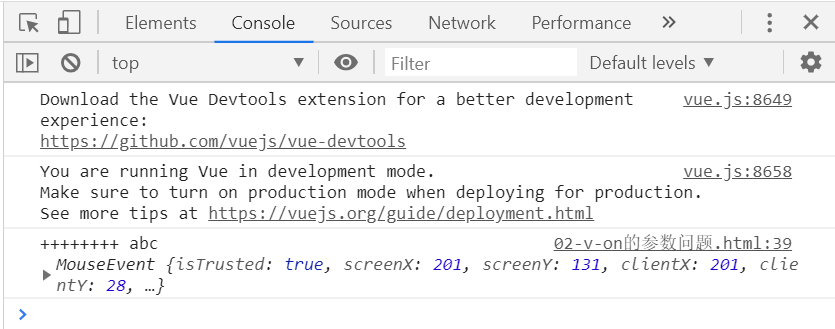 Elements Console Sources Network Performance »
top Filter Default levels
Download the Vue Devtools extension for a better development vue.js:8649
experience:
https://github.com/vuejs/vue-devtools
You are running Vue in development mode. vue.js:8658
Make sure to turn on production mode when deploying for production.
See more tips at https://vuejs.org/guide/deployment.html
++++++++ abc 02-v-on的参数问题.html:39
MouseEvent {isTrusted: true, screenX: 201, screenY: 131, clientX: 201, clie
ntY: 28, …}